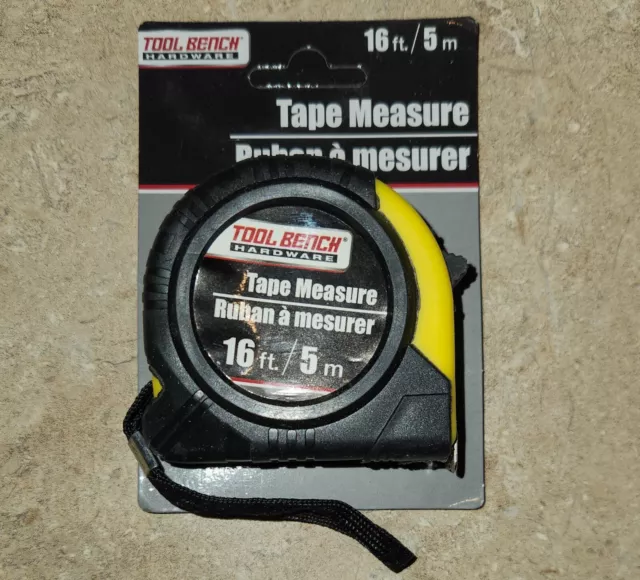 TOOL BENCH®
HARDWARE
16 ft. / 5 m
Tape Measure
Ruban à mesurer
TOOL BENCH®
HARDWARE
Tape Measure
Ruban à mesurer
16 ft. / 5 m